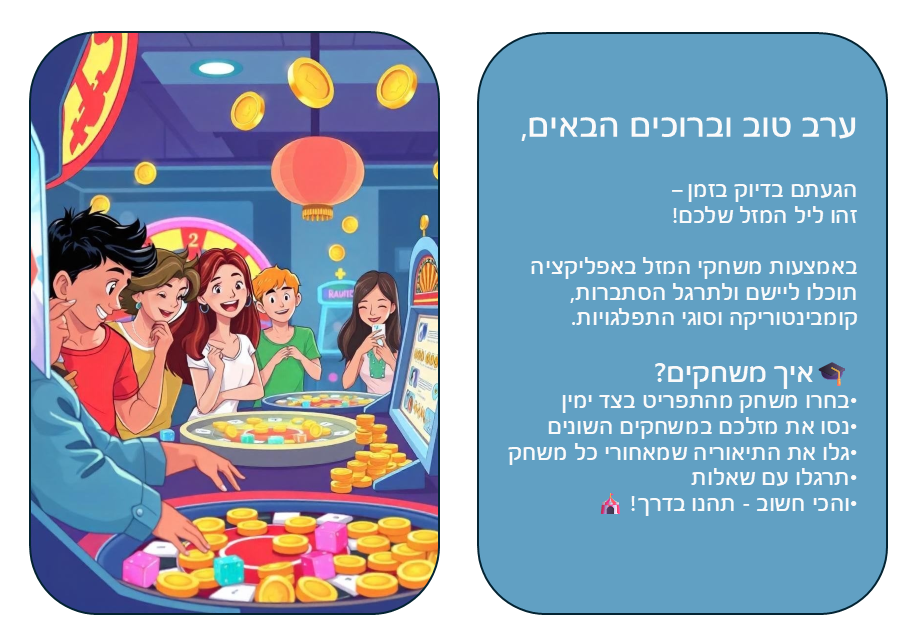 ערב טוב וברוכים הבאים,
הגעתם בדיוק בזמן –
זהו ליל המזל שלכם!
באמצעות משחקי המזל באפליקציה
תוכלו ליישם ולתרגל הסתברות,
קומבינטוריקה וסוגי התפלגויות.
🎓 איך משחקים?
•בחרו משחק מהתפריט בצד ימין
•נסו את מזלכם במשחקים השונים
•גלו את התיאוריה שמאחורי כל משחק
•תרגלו עם שאלות
•והכי חשוב - תהנו בדרך! 🎪
2